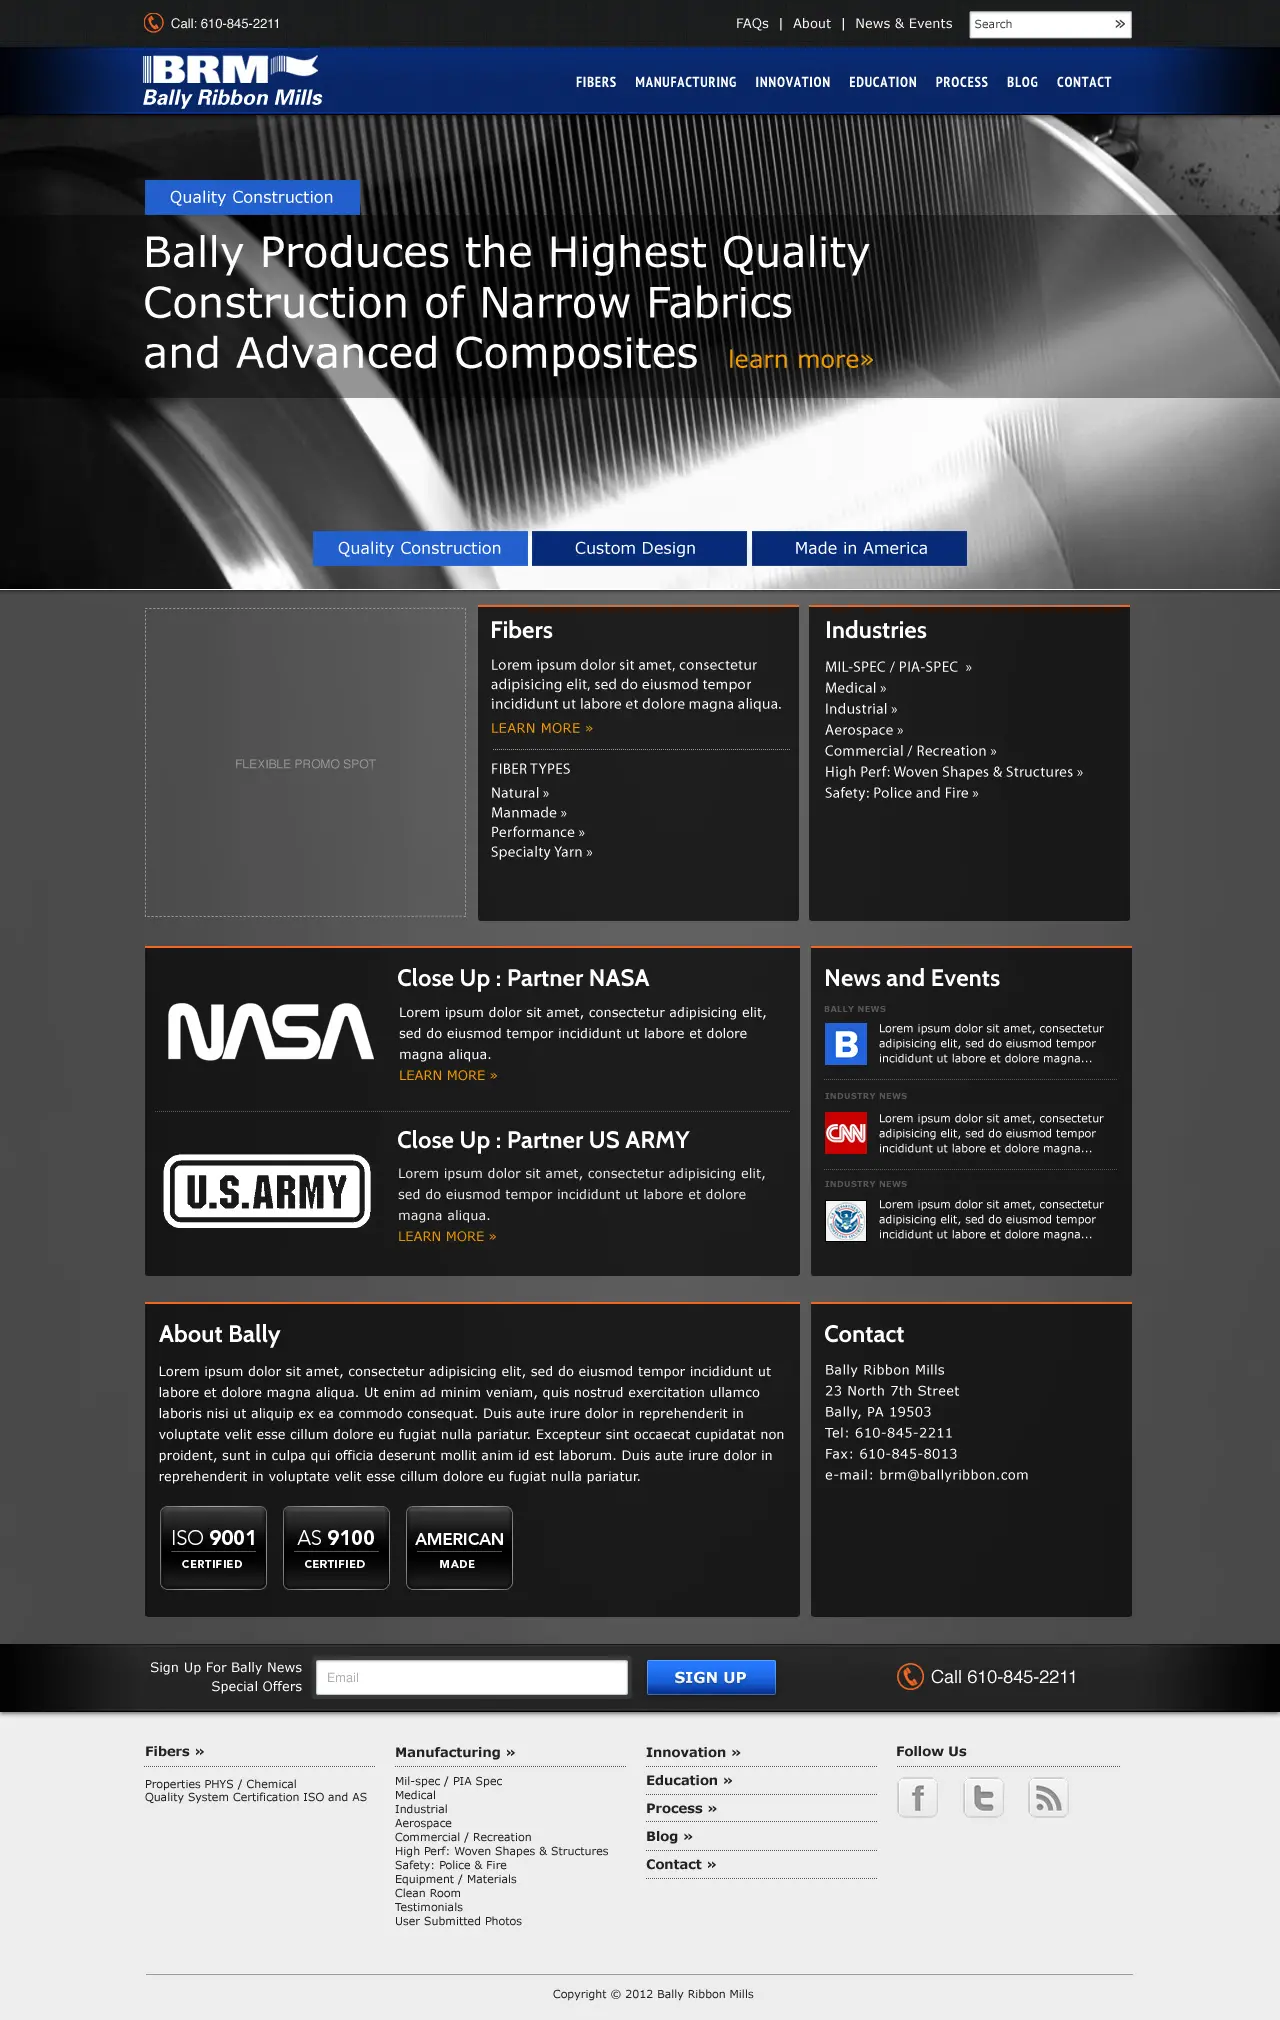 Call: 610-845-2211
FAQs | About | News & Events
Search »
BRM
Bally Ribbon Mills
FIBERS MANUFACTURING INNOVATION EDUCATION PROCESS BLOG CONTACT
Quality Construction
Bally Produces the Highest Quality
Construction of Narrow Fabrics
and Advanced Composites learn more»
Quality Construction
Custom Design
Made in America
FLEXIBLE PROMO SPOT
Fibers
Lorem ipsum dolor sit amet, consectetur
adipisicing elit, sed do eiusmod tempor
incididunt ut labore et dolore magna aliqua.
LEARN MORE »
FIBER TYPES
Natural »
Manmade »
Performance »
Specialty Yarn »
Industries
MIL-SPEC / PIA-SPEC »
Medical »
Industrial »
Aerospace »
Commercial / Recreation »
High Perf: Woven Shapes & Structures »
Safety: Police and Fire »
NASA
Close Up : Partner NASA
Lorem ipsum dolor sit amet, consectetur adipisicing elit,
sed do eiusmod tempor incididunt ut labore et dolore
magna aliqua.
LEARN MORE »
U.S.ARMY
Close Up : Partner US ARMY
Lorem ipsum dolor sit amet, consectetur adipisicing elit,
sed do eiusmod tempor incididunt ut labore et dolore
magna aliqua.
LEARN MORE »
News and Events
BALLY NEWS
B
Lorem ipsum dolor sit amet, consectetur
adipisicing elit, sed do eiusmod tempor
incididunt ut labore et dolore magna...
INDUSTRY NEWS
CNN
Lorem ipsum dolor sit amet, consectetur
adipisicing elit, sed do eiusmod tempor
incididunt ut labore et dolore magna...
INDUSTRY NEWS
Lorem ipsum dolor sit amet, consectetur
adipisicing elit, sed do eiusmod tempor
incididunt ut labore et dolore magna...
About Bally
Lorem ipsum dolor sit amet, consectetur adipisicing elit, sed do eiusmod tempor incididunt ut
labore et dolore magna aliqua. Ut enim ad minim veniam, quis nostrud exercitation ullamco
laboris nisi ut aliquip ex ea commodo consequat. Duis aute irure dolor in reprehenderit in
voluptate velit esse cillum dolore eu fugiat nulla pariatur. Excepteur sint occaecat cupidatat non
proident, sunt in culpa qui officia deserunt mollit anim id est laborum. Duis aute irure dolor in
reprehenderit in voluptate velit esse cillum dolore eu fugiat nulla pariatur.
ISO 9001
CERTIFIED
AS 9100
CERTIFIED
AMERICAN
MADE
Contact
Bally Ribbon Mills
23 North 7th Street
Bally, PA 19503
Tel: 610-845-2211
Fax: 610-845-8013
e-mail: brm@ballyribbon.com
Sign Up For Bally News
Special Offers
Email
SIGN UP
Call 610-845-2211
Fibers »
Properties PHYS / Chemical
Quality System Certification ISO and AS
Manufacturing »
Mil-spec / PIA Spec
Medical
Industrial
Aerospace
Commercial / Recreation
High Perf: Woven Shapes & Structures
Safety: Police & Fire
Equipment / Materials
Clean Room
Testimonials
User Submitted Photos
Innovation »
Education »
Process »
Blog »
Contact »
Follow Us
Copyright © 2012 Bally Ribbon Mills